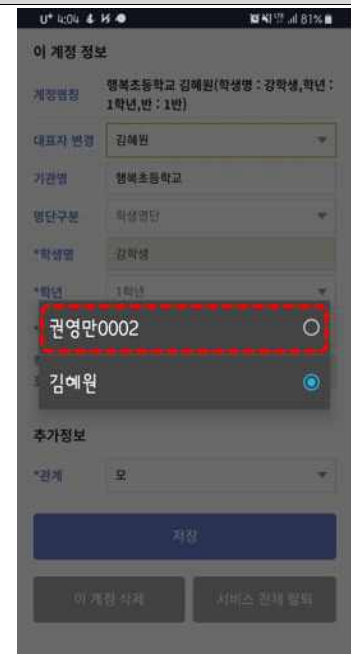 U+ 4:04 81%
이 계정 정보
계정명칭 행복초등학교 김혜원(학생명 : 강학생,학년 :
1학년,반 : 1반)
대표자 변경 김혜원
기관명 행복초등학교
명단구분 학생명단
*학생명 강학생
*학년 1학년
권영만0002
김혜원
추가정보
*관계 모
저장
이 계정 삭제 서비스 전체 탈퇴